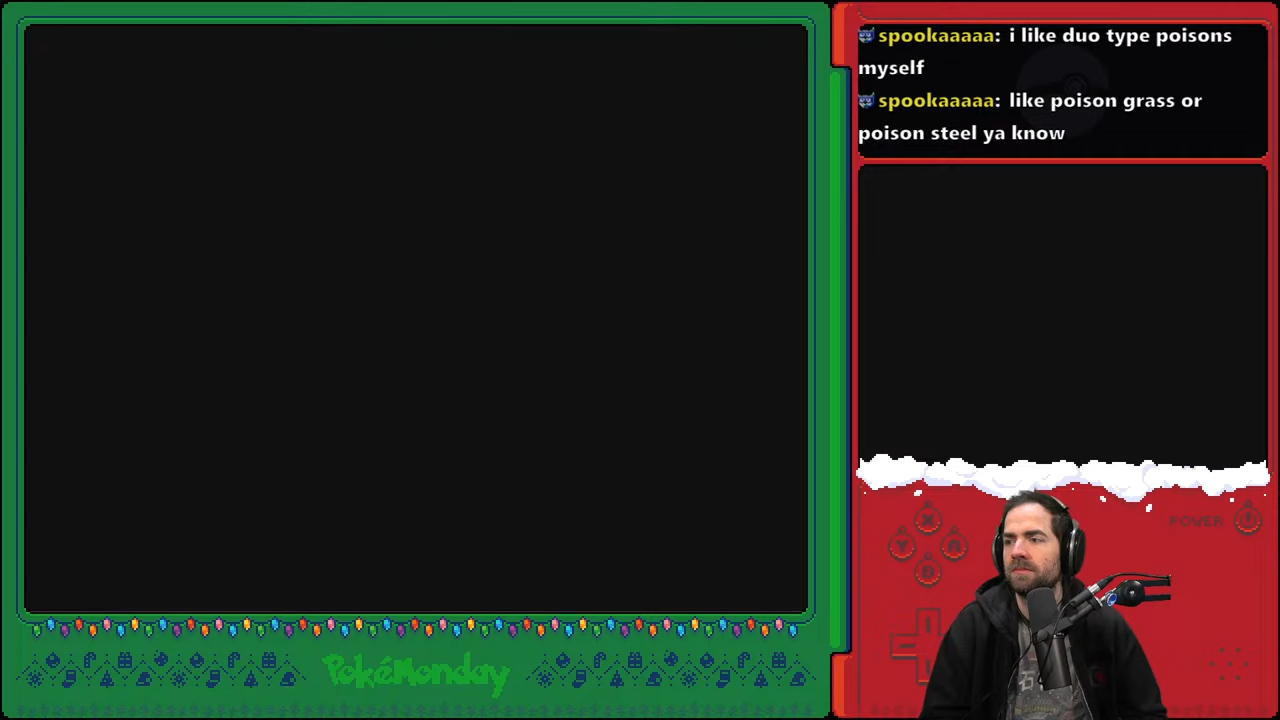 spookaaaaa: i like duo type poisons
myself
spookaaaaa: like poison grass or
poison steel ya know
POWER
X
Y
A
B
PokéMonday